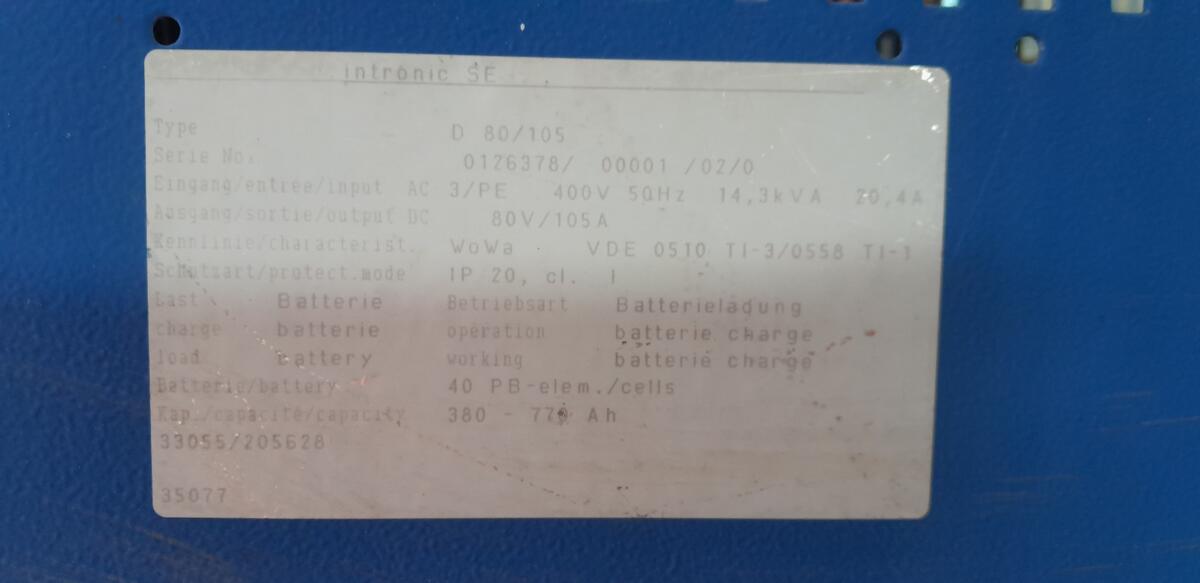 intronic SE
Type D 80/105
Serie No. 0126378/ 00001 /02/0
Eingang/entrée/input AC 3/PE 400V 50Hz 14,3kVA 20,4A
Ausgang/sortie/output DC 80V/105A
Kennlinie/characterist. WoWa VDE 0510 TI-3/0558 TI-1
Schutzart/protect.mode IP 20, cl. I
Last Batterie Betriebsart Batterieladung
charge batterie opération batterie charge
load battery working batterie charge
Batterie/battery 40 PB-elem./cells
Kap./capacité/capacity 380 - Ah
33055/205628
35077